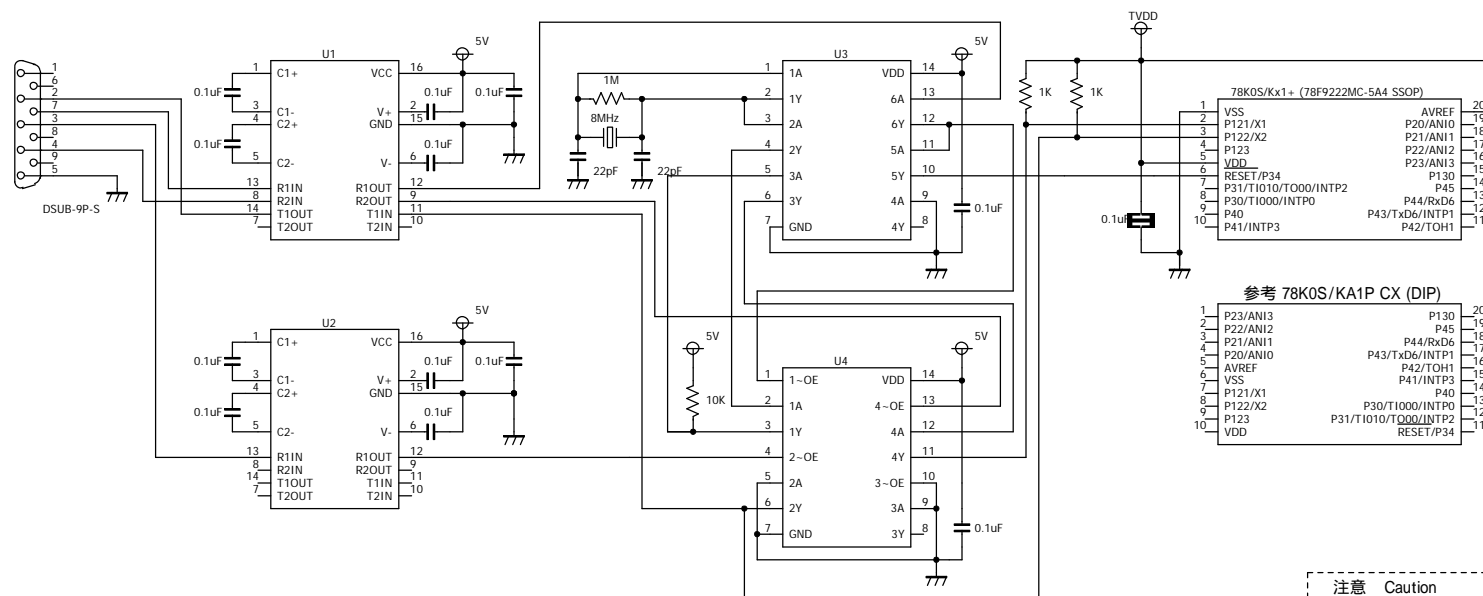 DSUB-9P-S
1
6
2
7
3
8
4
9
5
U1
1 C1+ VCC 16
3 C1- V+ 2
4 C2+ GND 15
5 C2- V- 6
13 R1IN R1OUT 12
8 R2IN R2OUT 9
14 T1OUT T1IN 11
7 T2OUT T2IN 10
0.1uF
0.1uF
5V
0.1uF
0.1uF
0.1uF
U2
1 C1+ VCC 16
3 C1- V+ 2
4 C2+ GND 15
5 C2- V- 6
13 R1IN R1OUT 12
8 R2IN R2OUT 9
14 T1OUT T1IN 11
7 T2OUT T2IN 10
0.1uF
0.1uF
5V
0.1uF
0.1uF
0.1uF
1M
8MHz
22pF
22pF
U3
1 1A VDD 14
2 1Y 6A 13
3 2A 6Y 12
4 2Y 5A 11
5 3A 5Y 10
6 3Y 4A 9
7 GND 4Y 8
5V
0.1uF
5V
10K
U4
1 1~OE VDD 14
2 1A 4~OE 13
3 1Y 4A 12
4 2~OE 4Y 11
5 2A 3~OE 10
6 2Y 3A 9
7 GND 3Y 8
5V
0.1uF
TVDD
1K
1K
0.1uF
78K0S/Kx1+ (78F9222MC-5A4 SSOP)
1 VSS AVREF 20
2 P121/X1 P20/ANI0 19
3 P122/X2 P21/ANI1 18
4 P123 P22/ANI2 17
5 VDD P23/ANI3 16
6 RESET/P34 P130 15
7 P31/TI010/TO00/INTP2 P45 14
8 P30/TI000/INTP0 P44/RxD6 13
9 P40 P43/TxD6/INTP1 12
10 P41/INTP3 P42/TOH1 11
参考 78K0S/KA1P CX (DIP)
1 P23/ANI3 P130 20
2 P22/ANI2 P45 19
3 P21/ANI1 P44/RxD6 18
4 P20/ANI0 P43/TxD6/INTP1 17
5 AVREF P42/TOH1 16
6 VSS P41/INTP3 15
7 P121/X1 P40 14
8 P122/X2 P30/TI000/INTP0 13
9 P123 P31/TI010/TO00/INTP2 12
10 VDD RESET/P34 11
注意 Caution